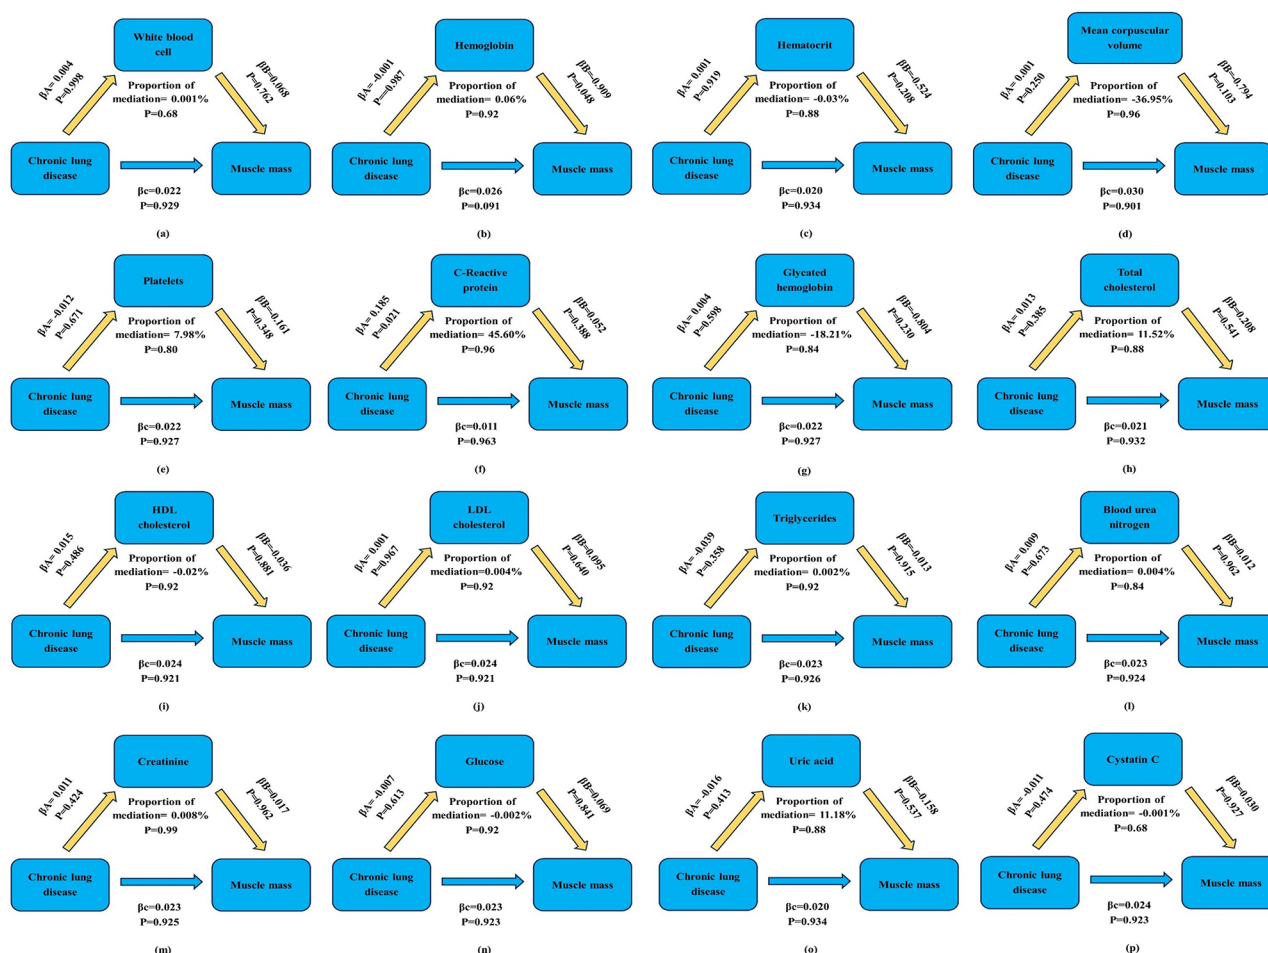 White blood
cell
βA= 0.004
P=0.998
βB=0.068
P=0.762
Proportion of
mediation= 0.001%
P=0.68
Chronic lung
disease
Muscle mass
βc=0.022
P=0.929
(a)
Hemoglobin
βA= -0.001
P=0.987
βB=-0.909
P=0.048
Proportion of
mediation= 0.06%
P=0.92
Chronic lung
disease
Muscle mass
βc=0.026
P=0.091
(b)
Hematocrit
βA= 0.001
P=0.919
βB=-0.524
P=0.208
Proportion of
mediation= -0.03%
P=0.88
Chronic lung
disease
Muscle mass
βc=0.020
P=0.934
(c)
Mean corpuscular
volume
βA= 0.001
P=0.250
βB=-0.794
P=0.103
Proportion of
mediation= -36.95%
P=0.96
Chronic lung
disease
Muscle mass
βc=0.030
P=0.901
(d)
Platelets
βA= -0.012
P=0.671
βB=-0.161
P=0.348
Proportion of
mediation= 7.98%
P=0.80
Chronic lung
disease
Muscle mass
βc=0.022
P=0.927
(e)
C-Reactive
protein
βA= 0.185
P=0.021
βB=0.052
P=0.388
Proportion of
mediation= 45.60%
P=0.96
Chronic lung
disease
Muscle mass
βc=0.011
P=0.963
(f)
Glycated
hemoglobin
βA= 0.004
P=0.598
βB=-0.804
P=0.230
Proportion of
mediation= -18.21%
P=0.84
Chronic lung
disease
Muscle mass
βc=0.022
P=0.927
(g)
Total
cholesterol
βA= 0.013
P=0.385
βB=0.208
P=0.541
Proportion of
mediation= 11.52%
P=0.88
Chronic lung
disease
Muscle mass
βc=0.021
P=0.932
(h)
HDL
cholesterol
βA= 0.015
P=0.486
βB=-0.036
P=0.881
Proportion of
mediation= -0.02%
P=0.92
Chronic lung
disease
Muscle mass
βc=0.024
P=0.921
(i)
LDL
cholesterol
βA= 0.001
P=0.967
βB=0.095
P=0.640
Proportion of
mediation=0.004%
P=0.92
Chronic lung
disease
Muscle mass
βc=0.024
P=0.921
(j)
Triglycerides
βA= -0.039
P=0.358
βB=-0.013
P=0.915
Proportion of
mediation= 0.002%
P=0.92
Chronic lung
disease
Muscle mass
βc=0.023
P=0.926
(k)
Blood urea
nitrogen
βA= 0.009
P=0.673
βB=0.012
P=0.962
Proportion of
mediation= 0.004%
P=0.84
Chronic lung
disease
Muscle mass
βc=0.023
P=0.924
(l)
Creatinine
βA= 0.011
P=0.424
βB=0.017
P=0.962
Proportion of
mediation= 0.008%
P=0.99
Chronic lung
disease
Muscle mass
βc=0.023
P=0.925
(m)
Glucose
βA= -0.007
P=0.613
βB=0.069
P=0.841
Proportion of
mediation= -0.002%
P=0.92
Chronic lung
disease
Muscle mass
βc=0.023
P=0.923
(n)
Uric acid
βA= -0.016
P=0.413
βB=-0.158
P=0.537
Proportion of
mediation= 11.18%
P=0.88
Chronic lung
disease
Muscle mass
βc=0.020
P=0.934
(o)
Cystatin C
βA= -0.011
P=0.474
βB=0.030
P=0.927
Proportion of
mediation= -0.001%
P=0.68
Chronic lung
disease
Muscle mass
βc=0.024
P=0.923
(p)